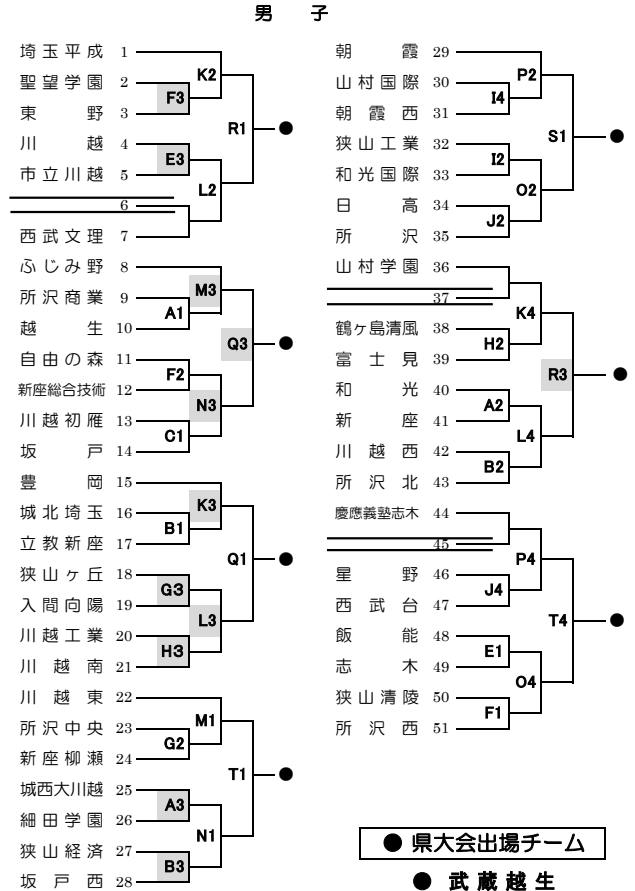 男 子
埼玉平成 1
聖望学園 2
東野 3
川越 4
市立川越 5
6
西武文理 7
ふじみ野 8
所沢商業 9
越生 10
自由の森 11
新座総合技術 12
川越初雁 13
坂戸 14
豊岡 15
城北埼玉 16
立教新座 17
狭山ヶ丘 18
入間向陽 19
川越工業 20
川越南 21
川越東 22
所沢中央 23
新座柳瀬 24
城西大川越 25
細田学園 26
狭山経済 27
坂戸西 28
K2
F3
R1
E3
L2
M3
A1
Q3
F2
N3
C1
K3
B1
Q1
G3
L3
H3
M1
G2
T1
A3
N1
B3
朝霞 29
山村国際 30
朝霞西 31
狭山工業 32
和光国際 33
日高 34
所沢 35
山村学園 36
37
鶴ヶ島清風 38
富士見 39
和光 40
新座 41
川越西 42
所沢北 43
慶應義塾志木 44
45
星野 46
西武台 47
飯能 48
志木 49
狭山清陵 50
所沢西 51
P2
I4
S1
I2
O2
J2
K4
H2
R3
A2
L4
B2
P4
J4
T4
E1
O4
F1
● 県大会出場チーム
● 武蔵越生